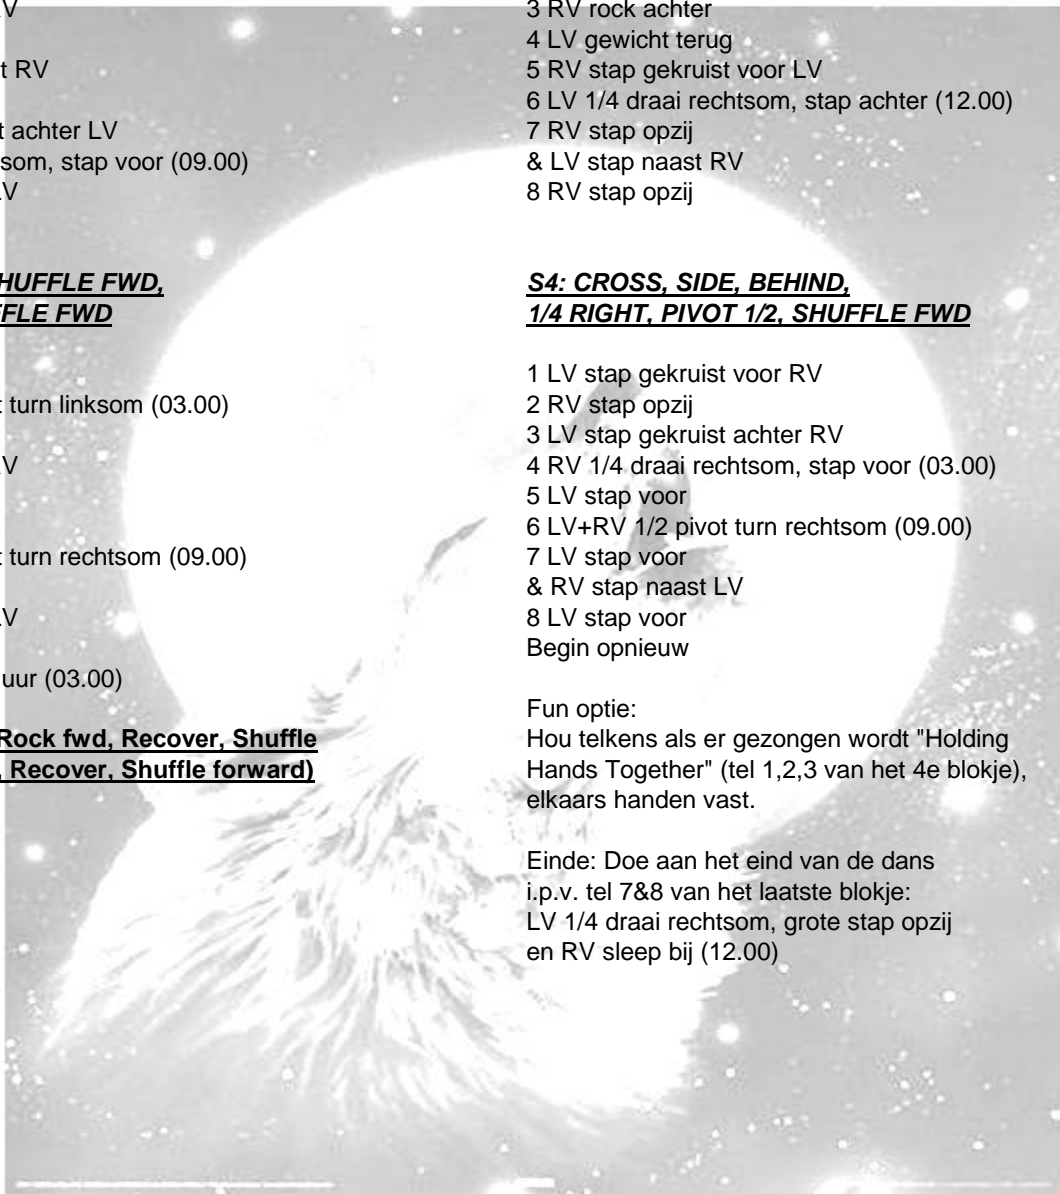 V
t RV
t achter LV
som, stap voor (09.00)
LV
HUFFLE FWD,
FFLE FWD
t turn linksom (03.00)
RV
t turn rechtsom (09.00)
LV
uur (03.00)
Rock fwd, Recover, Shuffle
, Recover, Shuffle forward)
3 RV rock achter
4 LV gewicht terug
5 RV stap gekruist voor LV
6 LV 1/4 draai rechtsom, stap achter (12.00)
7 RV stap opzij
& LV stap naast RV
8 RV stap opzij
S4: CROSS, SIDE, BEHIND,
1/4 RIGHT, PIVOT 1/2, SHUFFLE FWD
1 LV stap gekruist voor RV
2 RV stap opzij
3 LV stap gekruist achter RV
4 RV 1/4 draai rechtsom, stap voor (03.00)
5 LV stap voor
6 LV+RV 1/2 pivot turn rechtsom (09.00)
7 LV stap voor
& RV stap naast LV
8 LV stap voor
Begin opnieuw
Fun optie:
Hou telkens als er gezongen wordt "Holding
Hands Together" (tel 1,2,3 van het 4e blokje),
elkaars handen vast.
Einde: Doe aan het eind van de dans
i.p.v. tel 7&8 van het laatste blokje:
LV 1/4 draai rechtsom, grote stap opzij
en RV sleep bij (12.00)